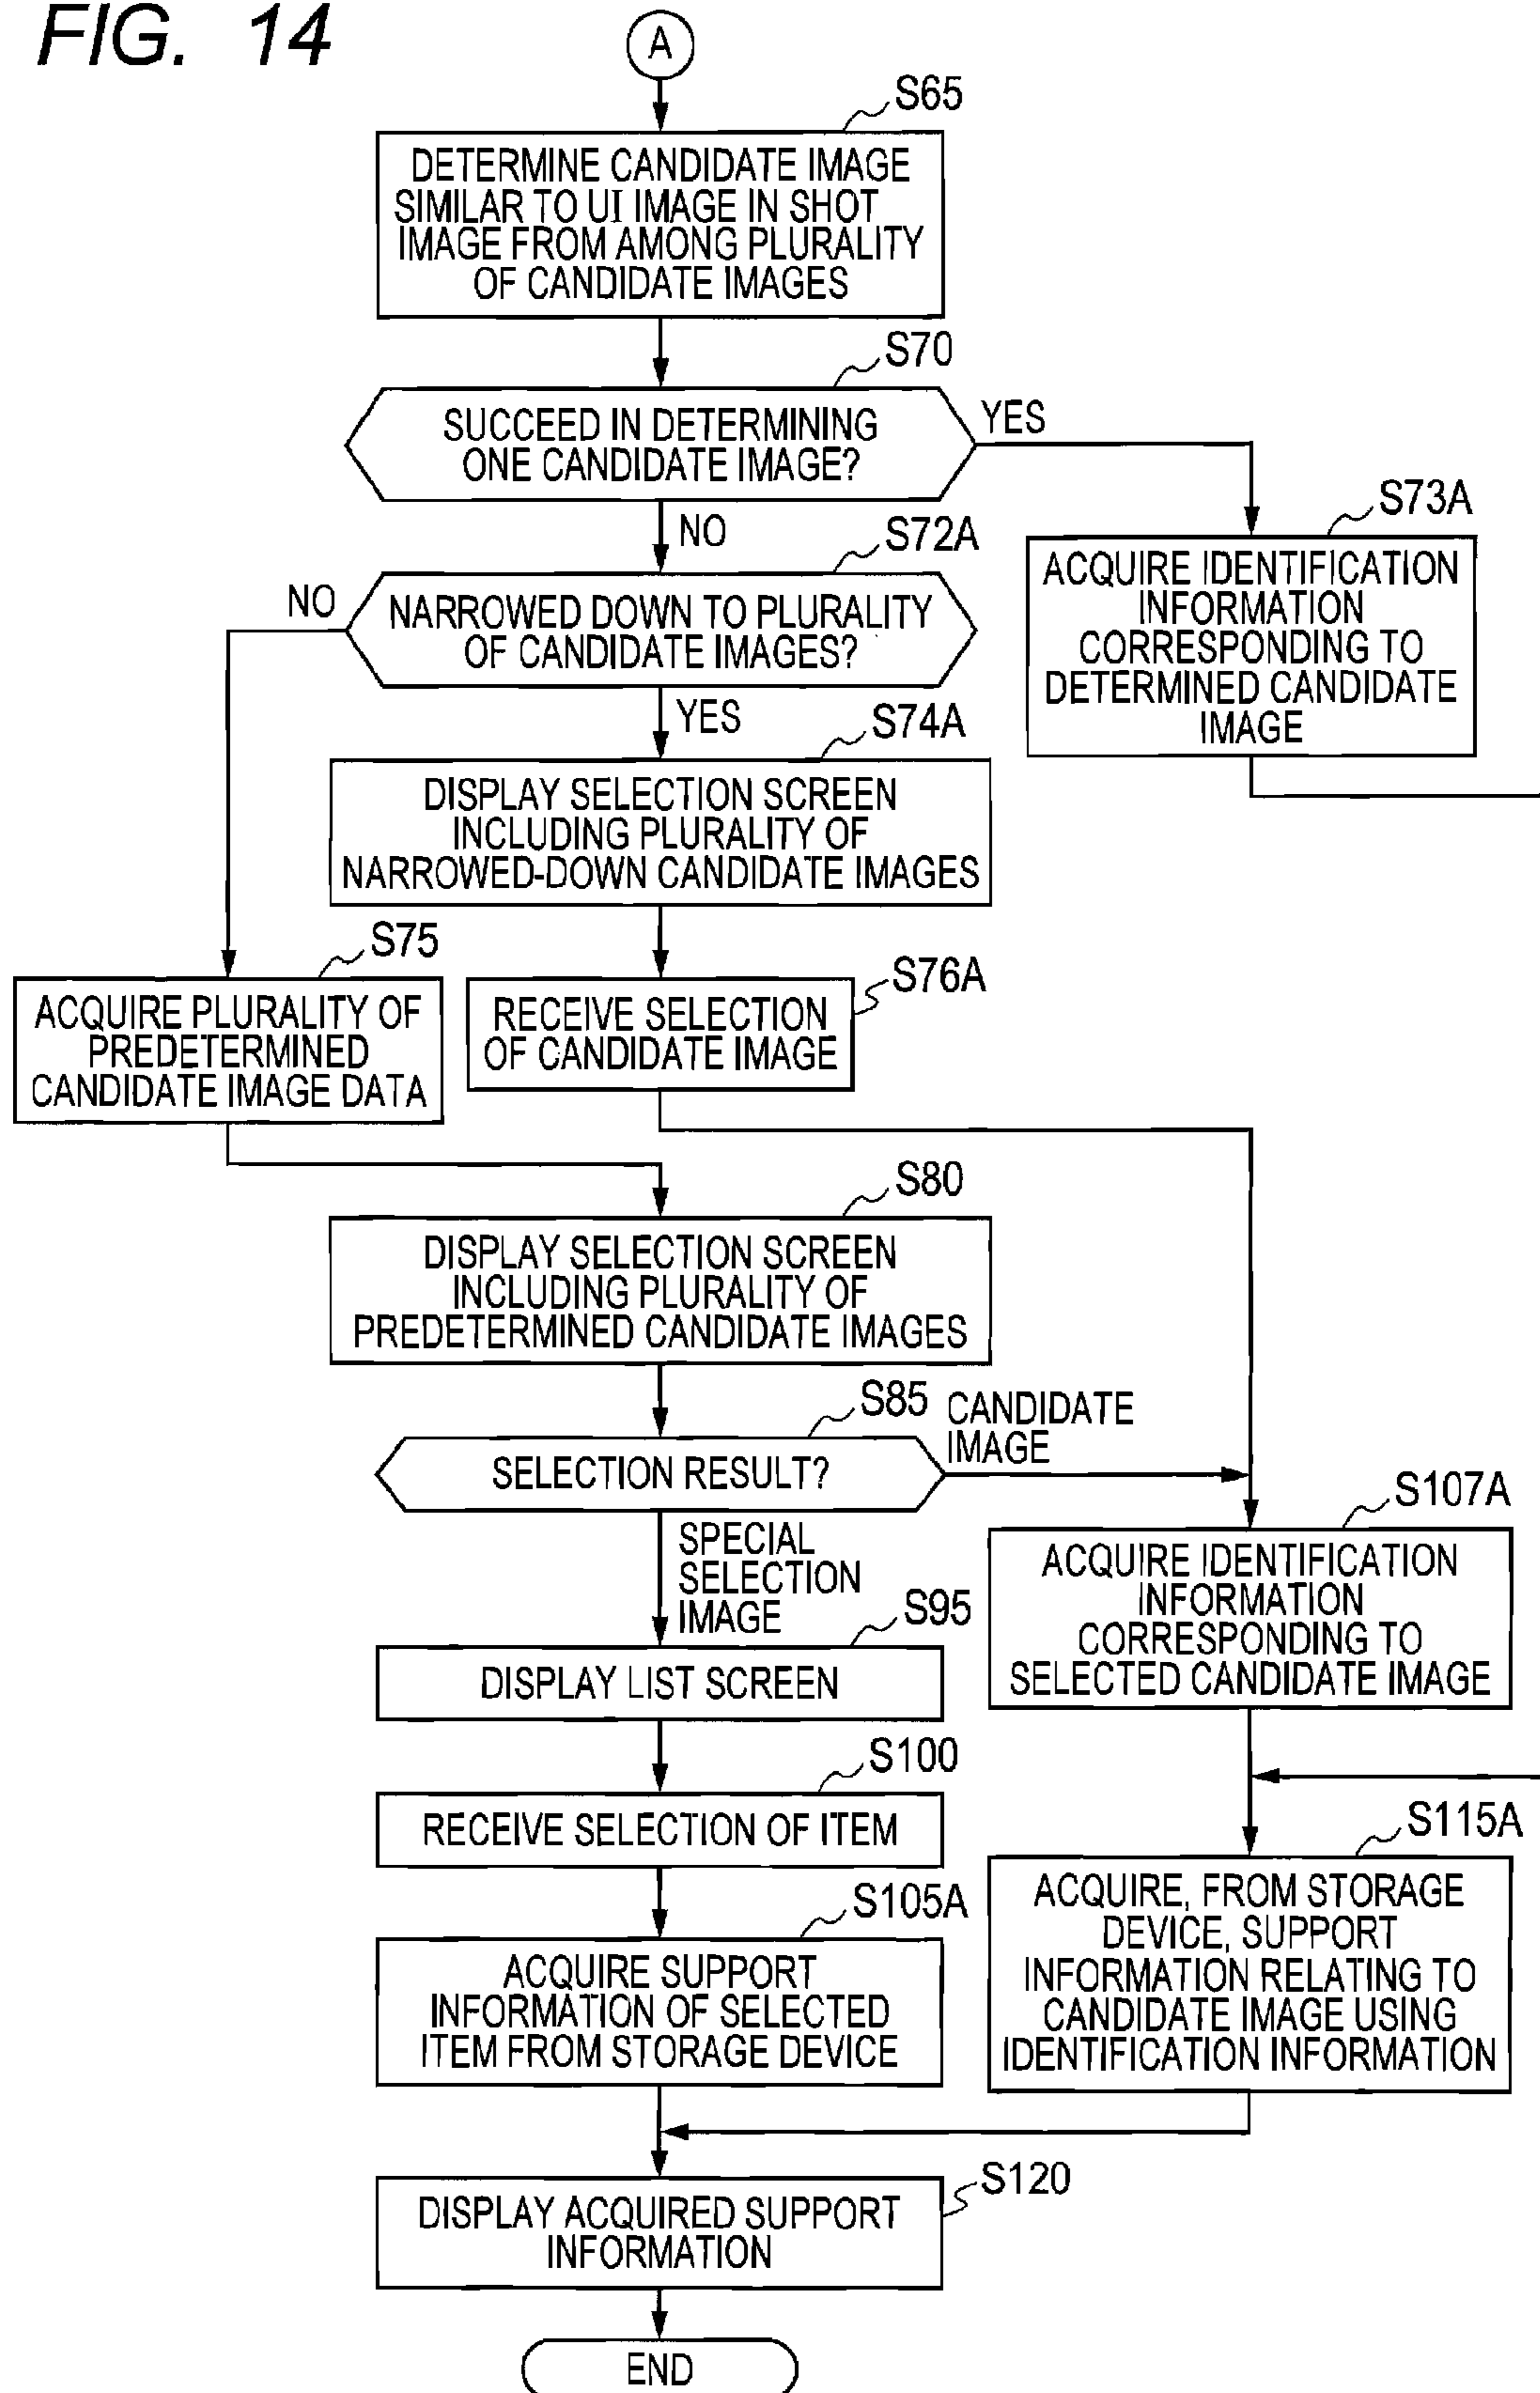 FIG. 14
A
S65
DETERMINE CANDIDATE IMAGE
SIMILAR TO UI IMAGE IN SHOT
IMAGE FROM AMONG PLURALITY
OF CANDIDATE IMAGES
S70
SUCCEED IN DETERMINING
ONE CANDIDATE IMAGE?
YES
NO
S73A
ACQUIRE IDENTIFICATION
INFORMATION
CORRESPONDING TO
DETERMINED CANDIDATE
IMAGE
S72A
NARROWED DOWN TO PLURALITY
OF CANDIDATE IMAGES?
NO
YES
S74A
DISPLAY SELECTION SCREEN
INCLUDING PLURALITY OF
NARROWED-DOWN CANDIDATE IMAGES
S75
ACQUIRE PLURALITY OF
PREDETERMINED
CANDIDATE IMAGE DATA
S76A
RECEIVE SELECTION
OF CANDIDATE IMAGE
S80
DISPLAY SELECTION SCREEN
INCLUDING PLURALITY OF
PREDETERMINED CANDIDATE IMAGES
S85
SELECTION RESULT?
CANDIDATE
IMAGE
SPECIAL
SELECTION
IMAGE
S107A
ACQUIRE IDENTIFICATION
INFORMATION
CORRESPONDING TO
SELECTED CANDIDATE IMAGE
S95
DISPLAY LIST SCREEN
S100
RECEIVE SELECTION OF ITEM
S115A
ACQUIRE, FROM STORAGE
DEVICE, SUPPORT
INFORMATION RELATING TO
CANDIDATE IMAGE USING
IDENTIFICATION INFORMATION
S105A
ACQUIRE SUPPORT
INFORMATION OF SELECTED
ITEM FROM STORAGE DEVICE
S120
DISPLAY ACQUIRED SUPPORT
INFORMATION
END